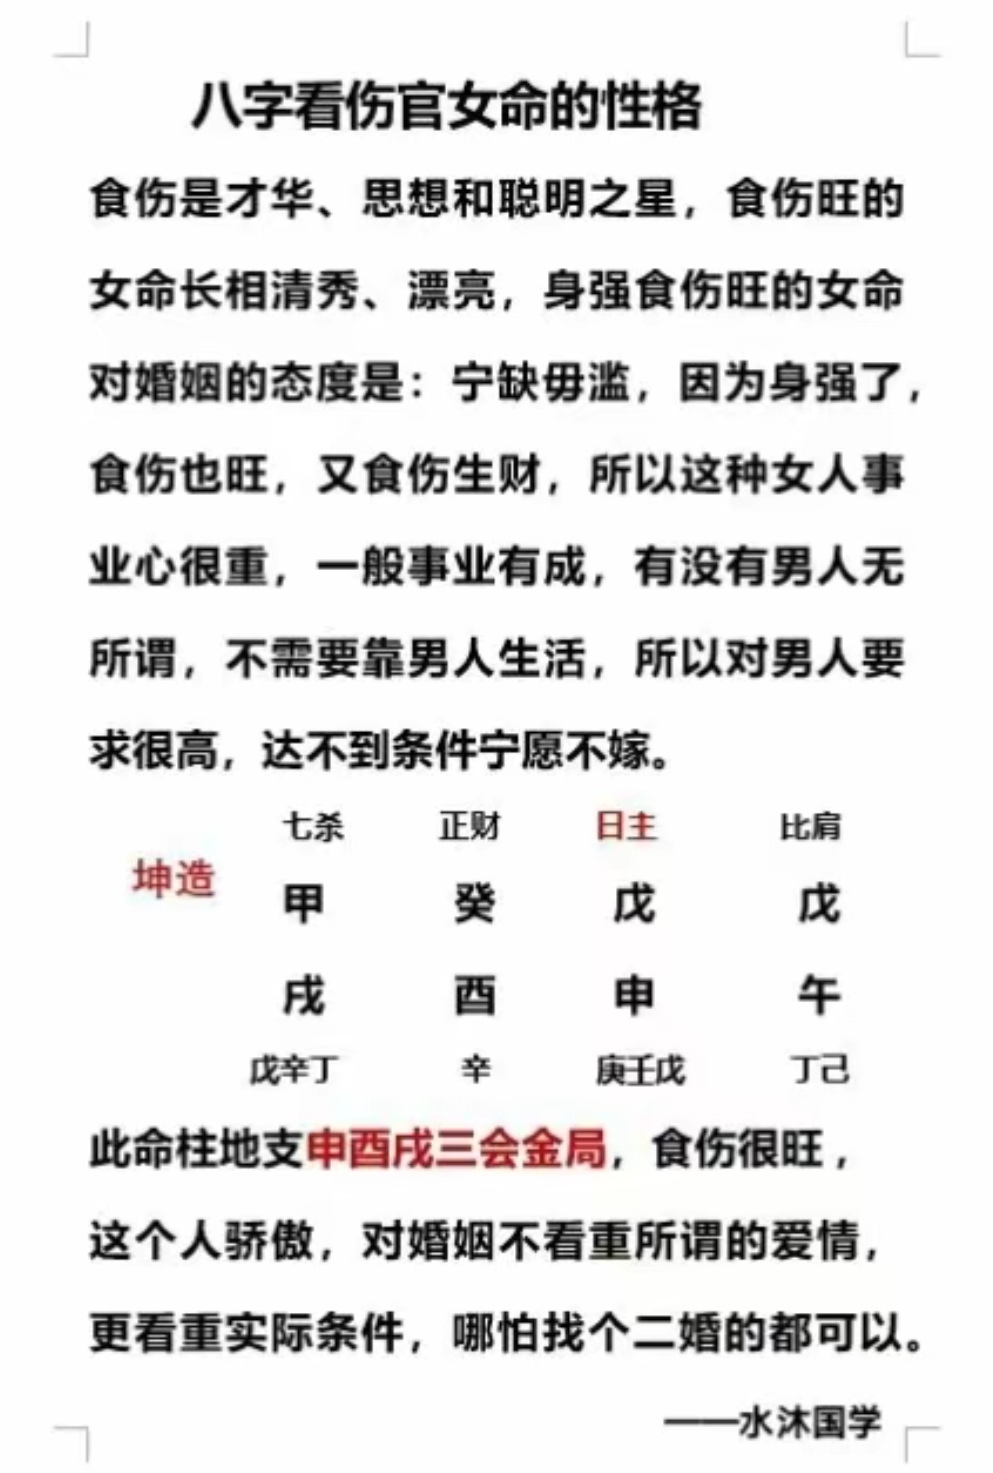 八字看伤官女命的性格
食伤是才华、思想和聪明之星，食伤旺的
女命长相清秀、漂亮，身强食伤旺的女命
对婚姻的态度是：宁缺毋滥，因为身强了，
食伤也旺，又食伤生财，所以这种女人事
业心很重，一般事业有成，有没有男人无
所谓，不需要靠男人生活，所以对男人要
求很高，达不到条件宁愿不嫁。
七杀 正财 日主 比肩
坤造 甲 癸 戊 戊
戌 酉 申 午
戊辛丁 辛 庚壬戊 丁己
此命柱地支申酉戌三会金局，食伤很旺，
这个人骄傲，对婚姻不看重所谓的爱情，
更看重实际条件，哪怕找个二婚的都可以。
——水沐国学